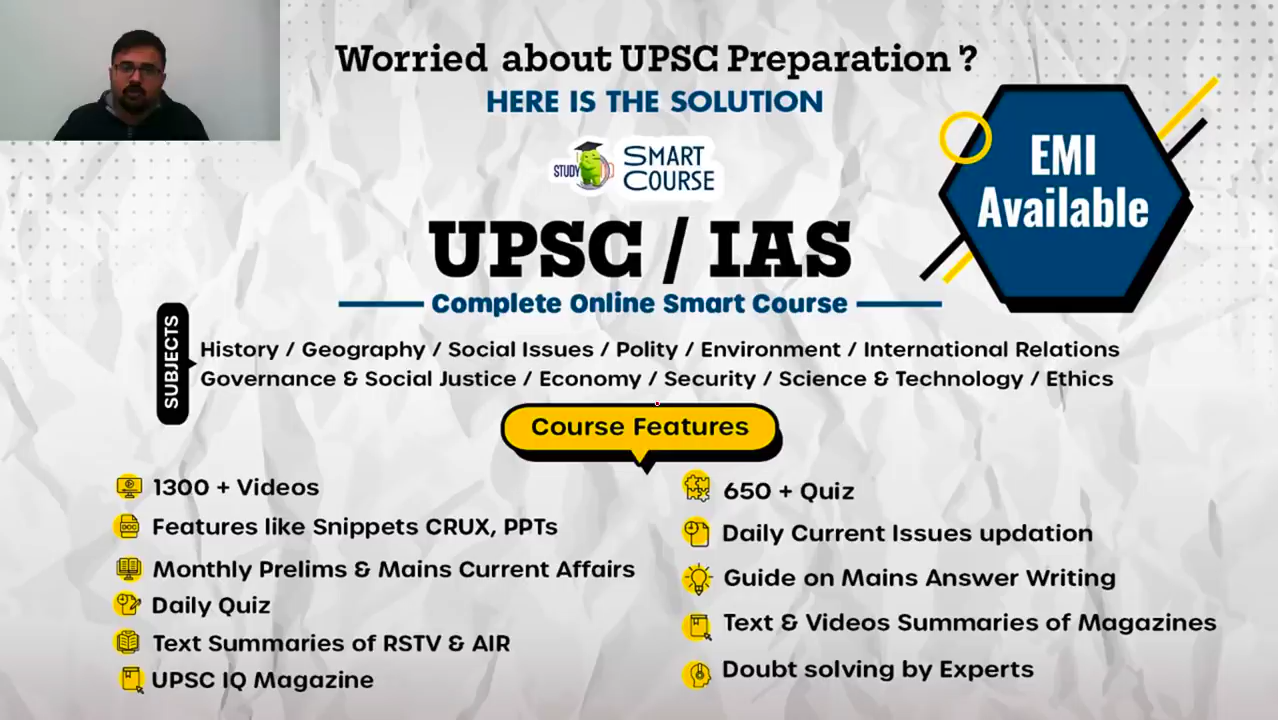 Worried about UPSC Preparation ?
HERE IS THE SOLUTION
STUDY
SMART
COURSE
EMI
Available
UPSC / IAS
Complete Online Smart Course
SUBJECTS
History / Geography / Social Issues / Polity / Environment / International Relations
Governance & Social Justice / Economy / Security / Science & Technology / Ethics
Course Features
1300 + Videos
Features like Snippets CRUX, PPTs
Monthly Prelims & Mains Current Affairs
Daily Quiz
Text Summaries of RSTV & AIR
UPSC IQ Magazine
650 + Quiz
Daily Current Issues updation
Guide on Mains Answer Writing
Text & Videos Summaries of Magazines
Doubt solving by Experts